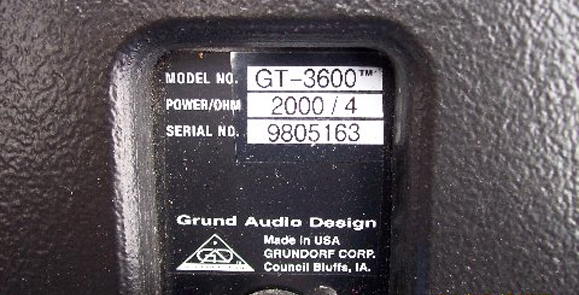 MODEL NO. GT-3600™
POWER/OHM 2000 / 4
SERIAL NO. 9805163
Grund Audio Design
Made in USA
GRUNDORF CORP.
Council Bluffs, IA.